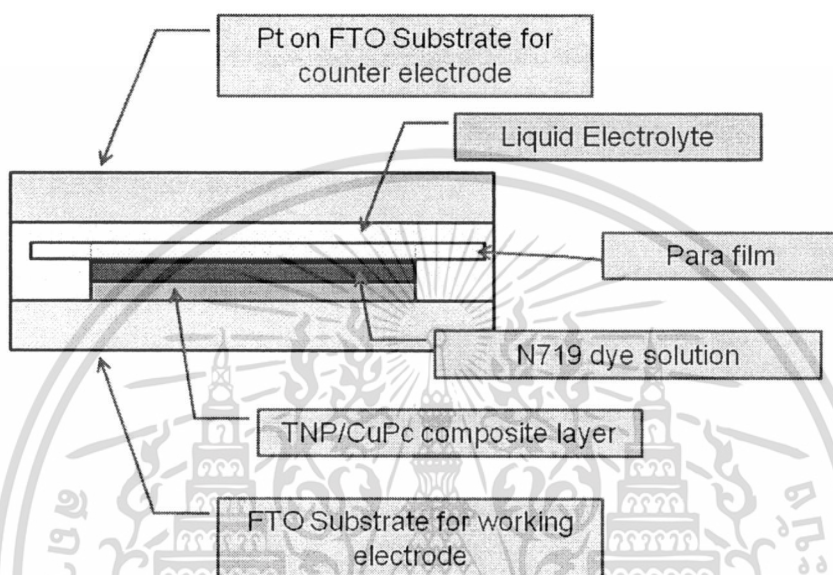 Pt on FTO Substrate for
counter electrode
Liquid Electrolyte
Para film
N719 dye solution
TNP/CuPc composite layer
FTO Substrate for working
electrode